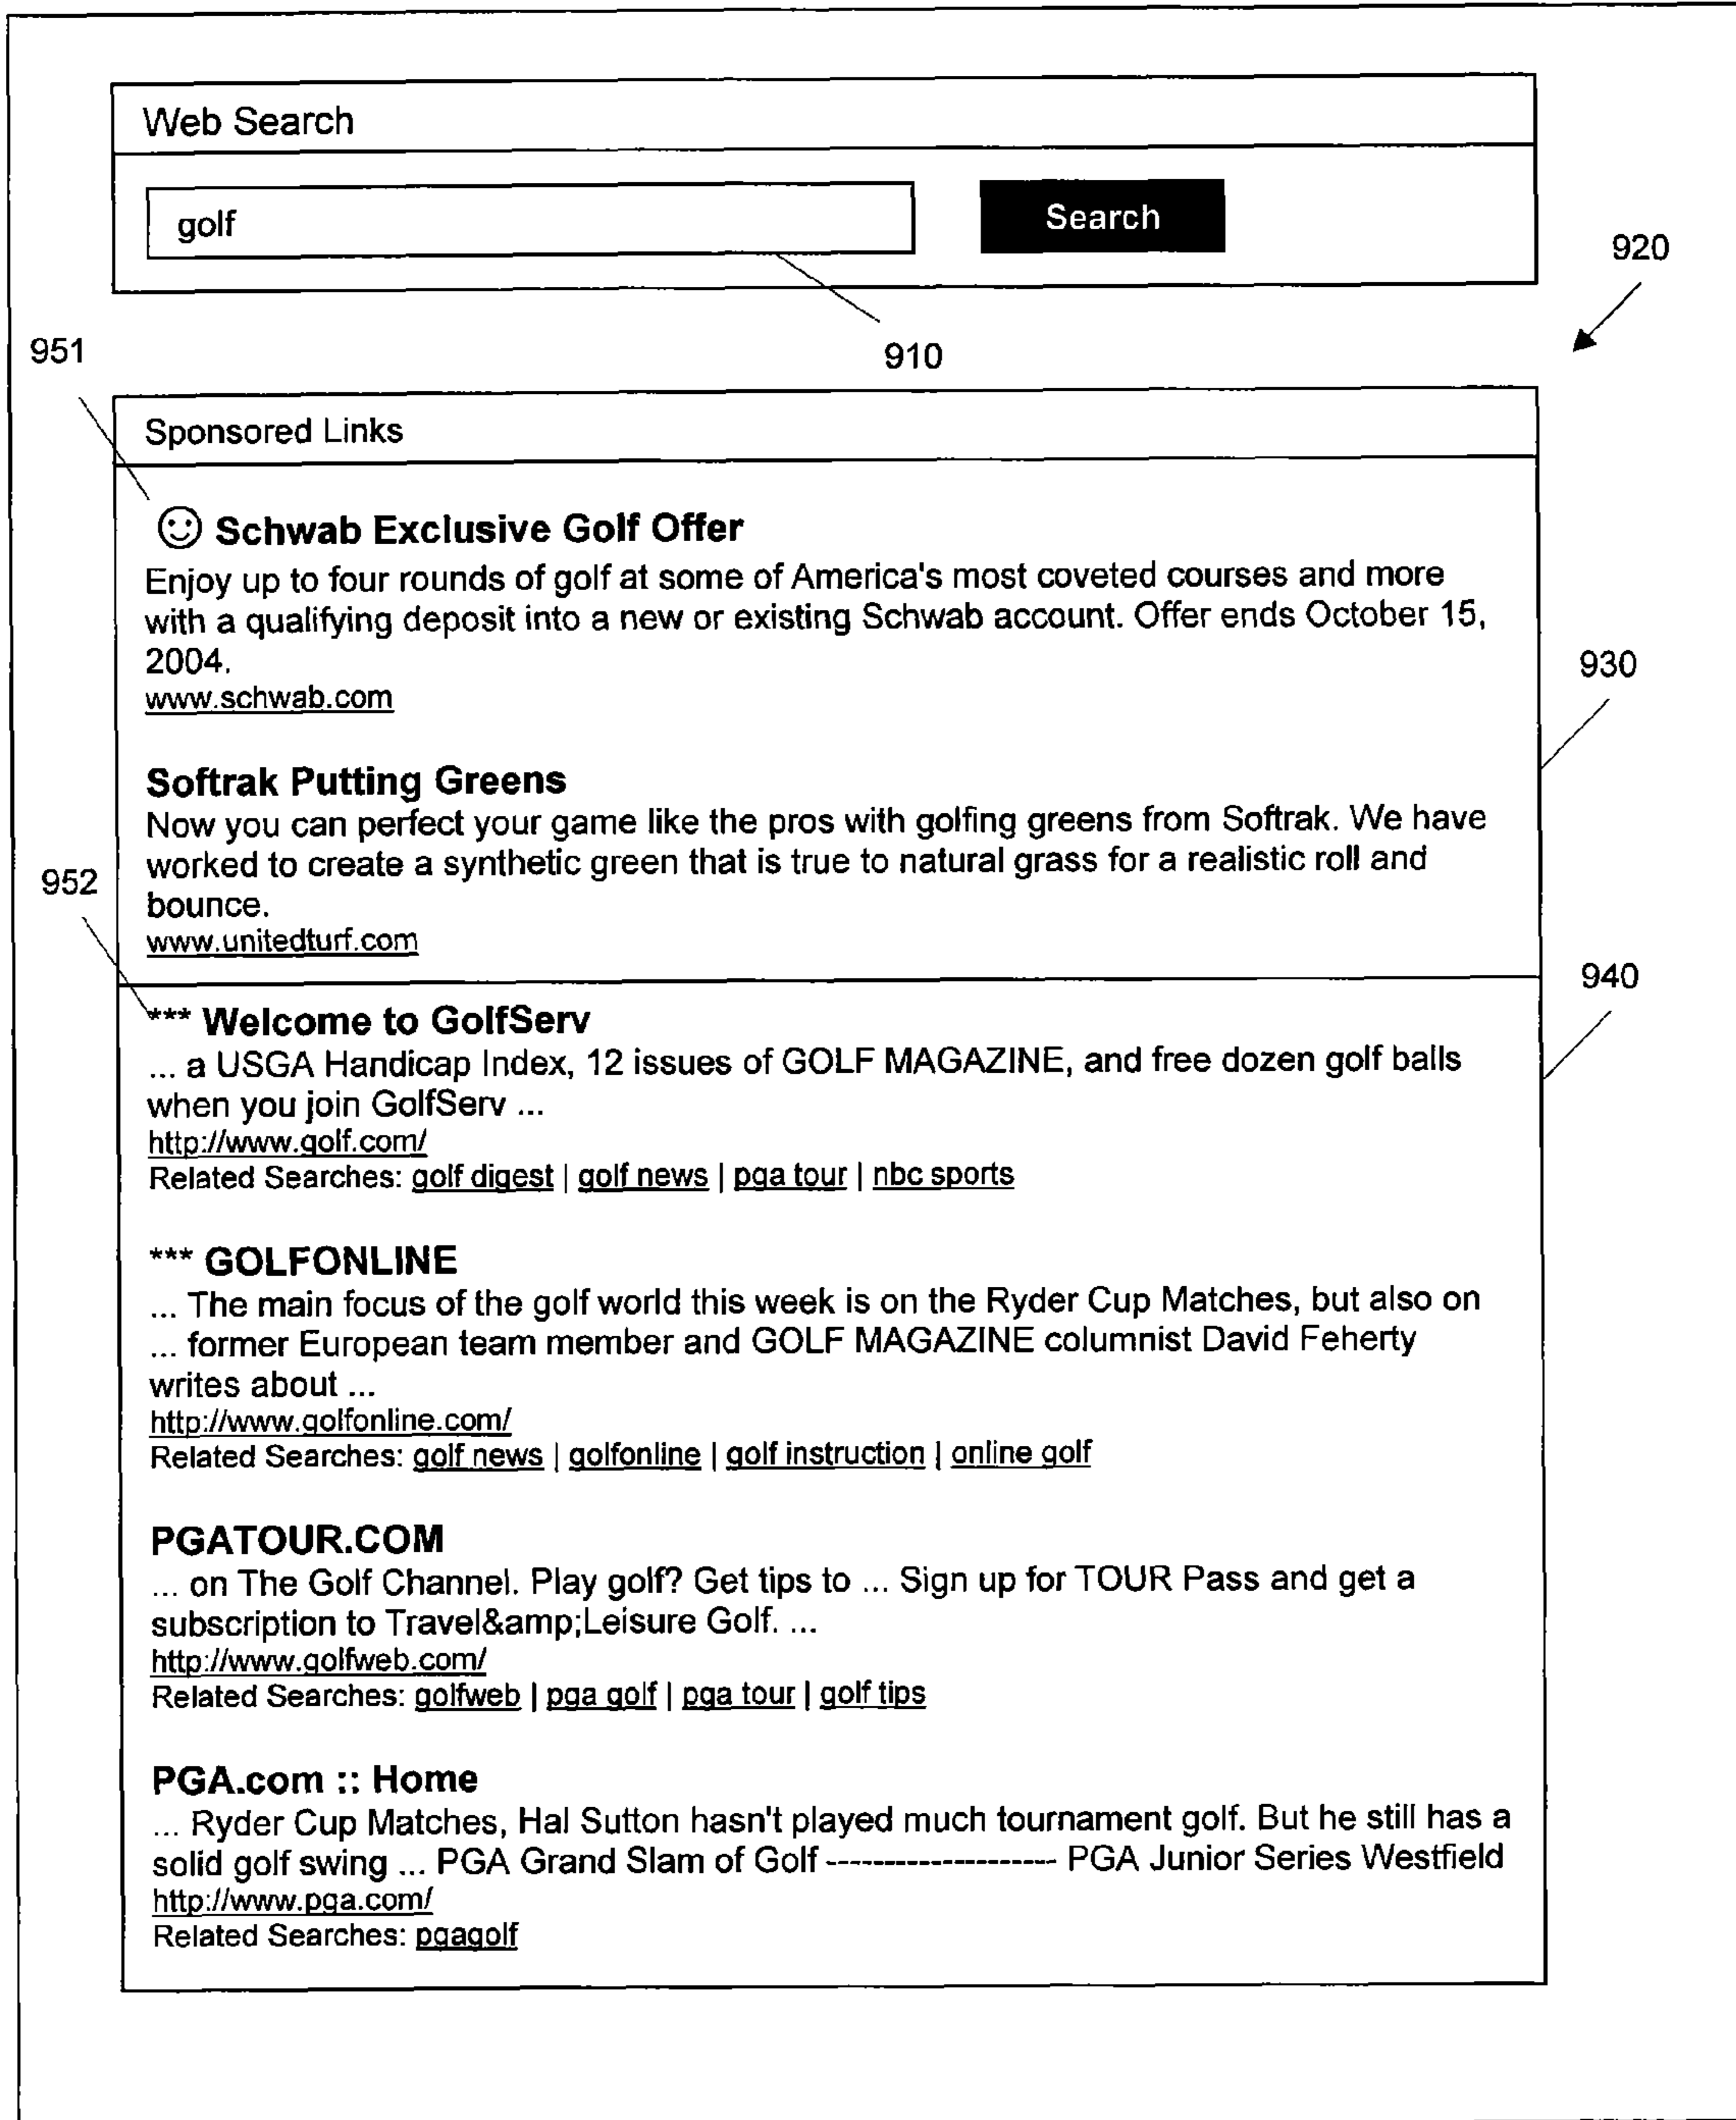 Web Search
golf
Search
920
951
910
Sponsored Links
☺ Schwab Exclusive Golf Offer
Enjoy up to four rounds of golf at some of America's most coveted courses and more
with a qualifying deposit into a new or existing Schwab account. Offer ends October 15,
2004.
930
www.schwab.com
Softrak Putting Greens
Now you can perfect your game like the pros with golfing greens from Softrak. We have
worked to create a synthetic green that is true to natural grass for a realistic roll and
952
bounce.
www.unitedturf.com
940
*** Welcome to GolfServ
... a USGA Handicap Index, 12 issues of GOLF MAGAZINE, and free dozen golf balls
when you join GolfServ ...
http://www.golf.com/
Related Searches: golf digest | golf news | pga tour | nbc sports
*** GOLFONLINE
... The main focus of the golf world this week is on the Ryder Cup Matches, but also on
... former European team member and GOLF MAGAZINE columnist David Feherty
writes about ...
http://www.golfonline.com/
Related Searches: golf news | golfonline | golf instruction | online golf
PGATOUR.COM
... on The Golf Channel. Play golf? Get tips to ... Sign up for TOUR Pass and get a
subscription to Travel&amp;Leisure Golf. ...
http://www.golfweb.com/
Related Searches: golfweb | pga golf | pga tour | golf tips
PGA.com :: Home
... Ryder Cup Matches, Hal Sutton hasn't played much tournament golf. But he still has a
solid golf swing ... PGA Grand Slam of Golf -------------------- PGA Junior Series Westfield
http://www.pga.com/
Related Searches: pgagolf